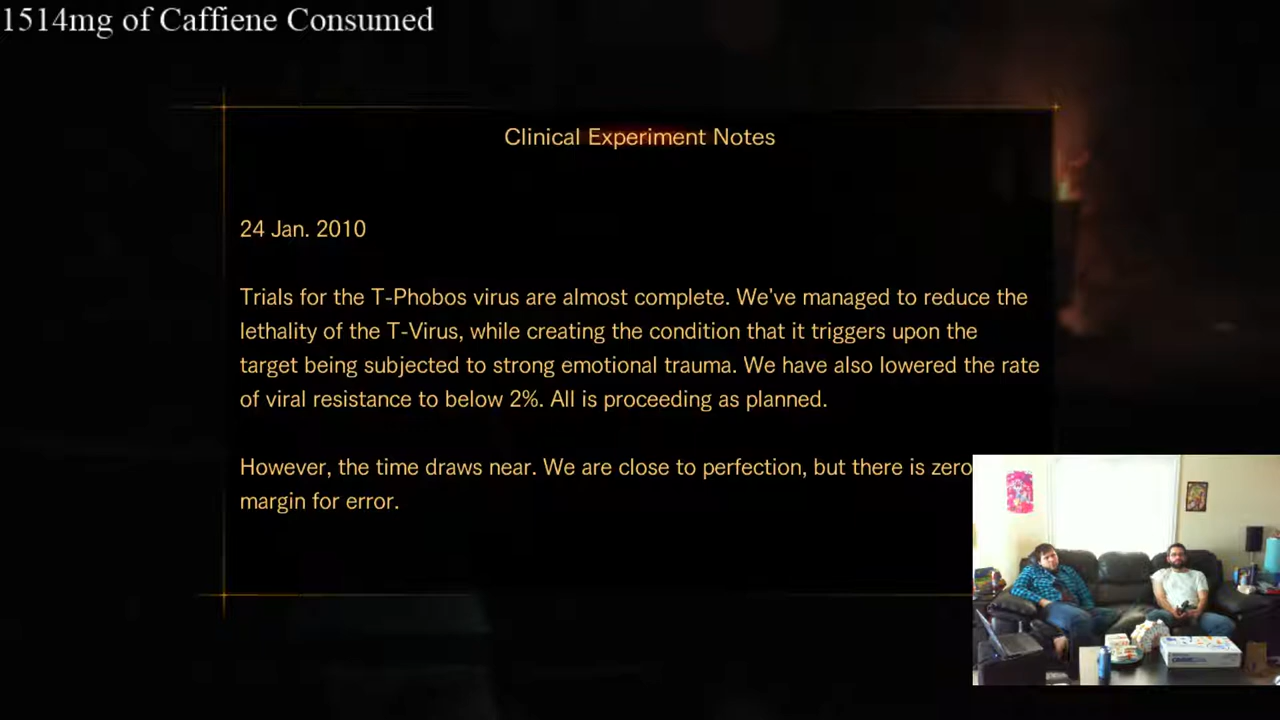 1514mg of Caffiene Consumed
Clinical Experiment Notes
24 Jan. 2010
Trials for the T-Phobos virus are almost complete. We've managed to reduce the
lethality of the T-Virus, while creating the condition that it triggers upon the
target being subjected to strong emotional trauma. We have also lowered the rate
of viral resistance to below 2%. All is proceeding as planned.
However, the time draws near. We are close to perfection, but there is zero
margin for error.